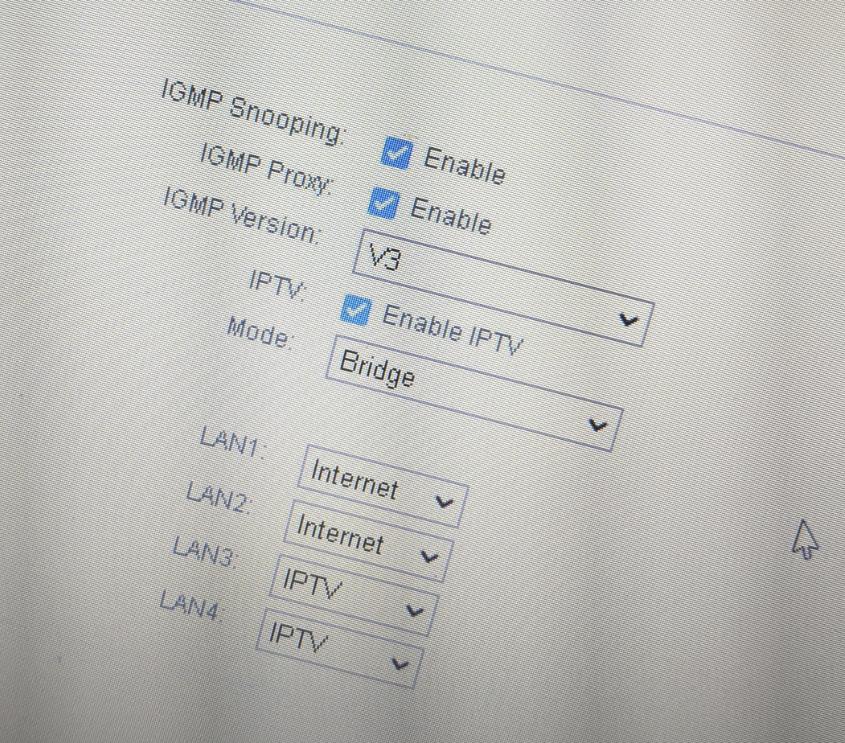 IGMP Snooping: Enable
IGMP Proxy: Enable
IGMP Version: V3
IPTV: Enable IPTV
Mode: Bridge
LAN1: Internet
LAN2: Internet
LAN3: IPTV
LAN4: IPTV